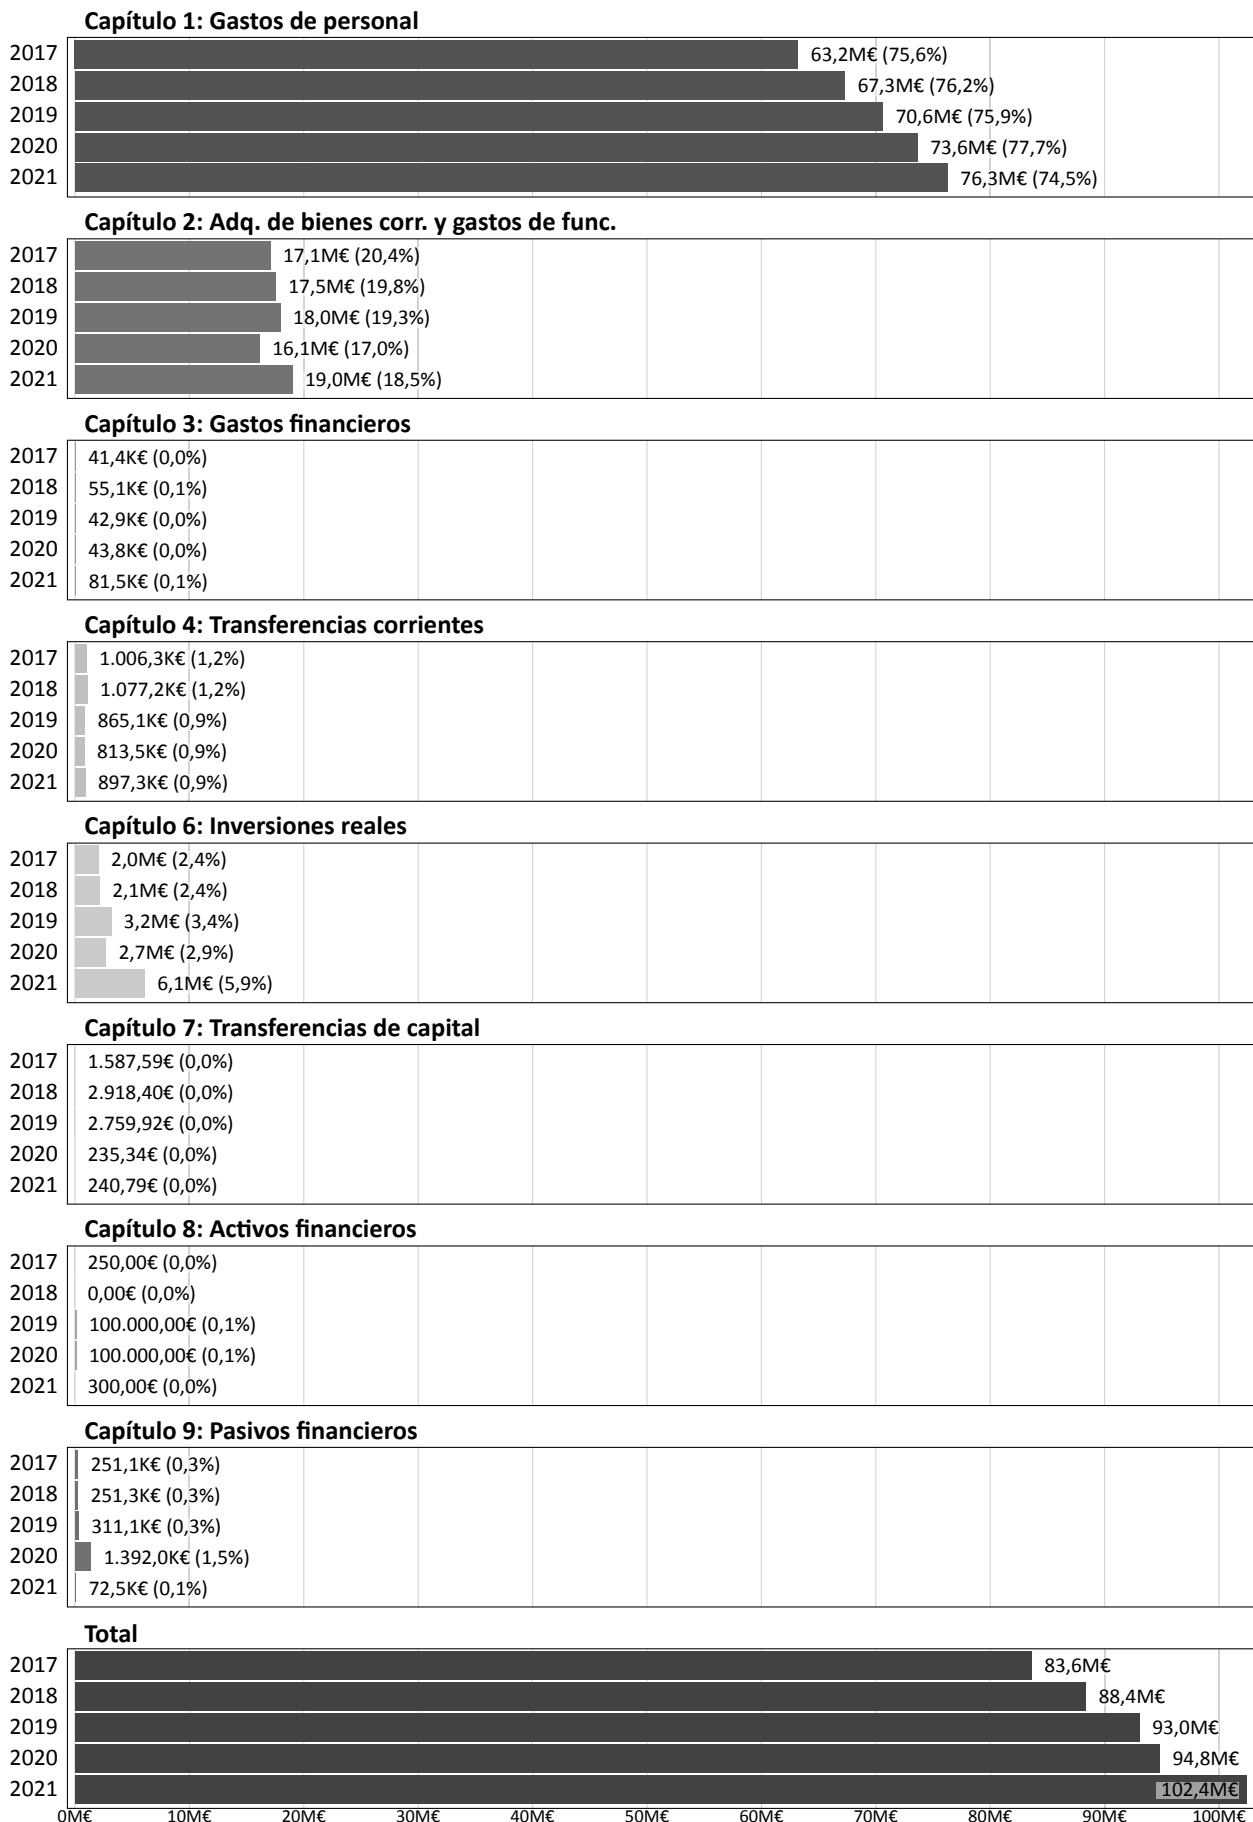 Capítulo 1: Gastos de personal
2017 63,2M€ (75,6%)
2018 67,3M€ (76,2%)
2019 70,6M€ (75,9%)
2020 73,6M€ (77,7%)
2021 76,3M€ (74,5%)
Capítulo 2: Adq. de bienes corr. y gastos de func.
2017 17,1M€ (20,4%)
2018 17,5M€ (19,8%)
2019 18,0M€ (19,3%)
2020 16,1M€ (17,0%)
2021 19,0M€ (18,5%)
Capítulo 3: Gastos financieros
2017 41,4K€ (0,0%)
2018 55,1K€ (0,1%)
2019 42,9K€ (0,0%)
2020 43,8K€ (0,0%)
2021 81,5K€ (0,1%)
Capítulo 4: Transferencias corrientes
2017 1.006,3K€ (1,2%)
2018 1.077,2K€ (1,2%)
2019 865,1K€ (0,9%)
2020 813,5K€ (0,9%)
2021 897,3K€ (0,9%)
Capítulo 6: Inversiones reales
2017 2,0M€ (2,4%)
2018 2,1M€ (2,4%)
2019 3,2M€ (3,4%)
2020 2,7M€ (2,9%)
2021 6,1M€ (5,9%)
Capítulo 7: Transferencias de capital
2017 1.587,59€ (0,0%)
2018 2.918,40€ (0,0%)
2019 2.759,92€ (0,0%)
2020 235,34€ (0,0%)
2021 240,79€ (0,0%)
Capítulo 8: Activos financieros
2017 250,00€ (0,0%)
2018 0,00€ (0,0%)
2019 100.000,00€ (0,1%)
2020 100.000,00€ (0,1%)
2021 300,00€ (0,0%)
Capítulo 9: Pasivos financieros
2017 251,1K€ (0,3%)
2018 251,3K€ (0,3%)
2019 311,1K€ (0,3%)
2020 1.392,0K€ (1,5%)
2021 72,5K€ (0,1%)
Total
2017 83,6M€
2018 88,4M€
2019 93,0M€
2020 94,8M€
2021 102,4M€
0M€ 10M€ 20M€ 30M€ 40M€ 50M€ 60M€ 70M€ 80M€ 90M€ 100M€